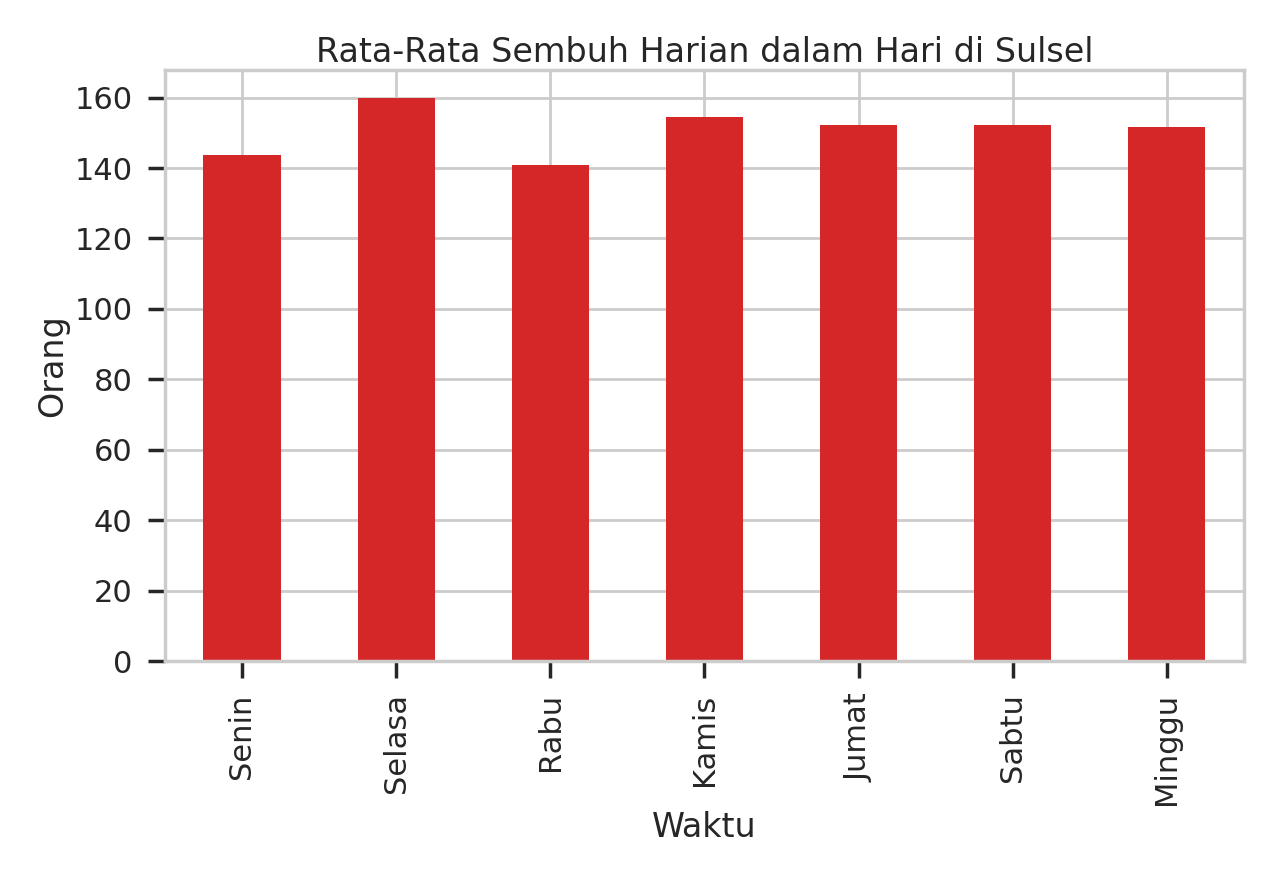 Rata-Rata Sembuh Harian dalam Hari di Sulsel
160
140
120
100
80
60
40
20
0
Orang
Senin
Selasa
Rabu
Kamis
Jumat
Sabtu
Minggu
Waktu